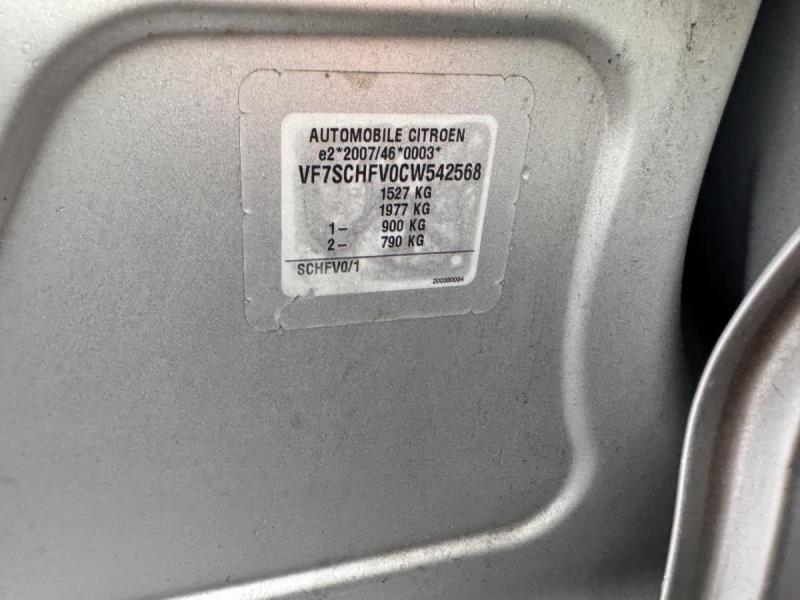 AUTOMOBILE CITROEN
e2*2007/46*0003*
VF7SCHFV0CW542568
1527 KG
1977 KG
1- 900 KG
2- 790 KG
SCHFV0/1
200380094